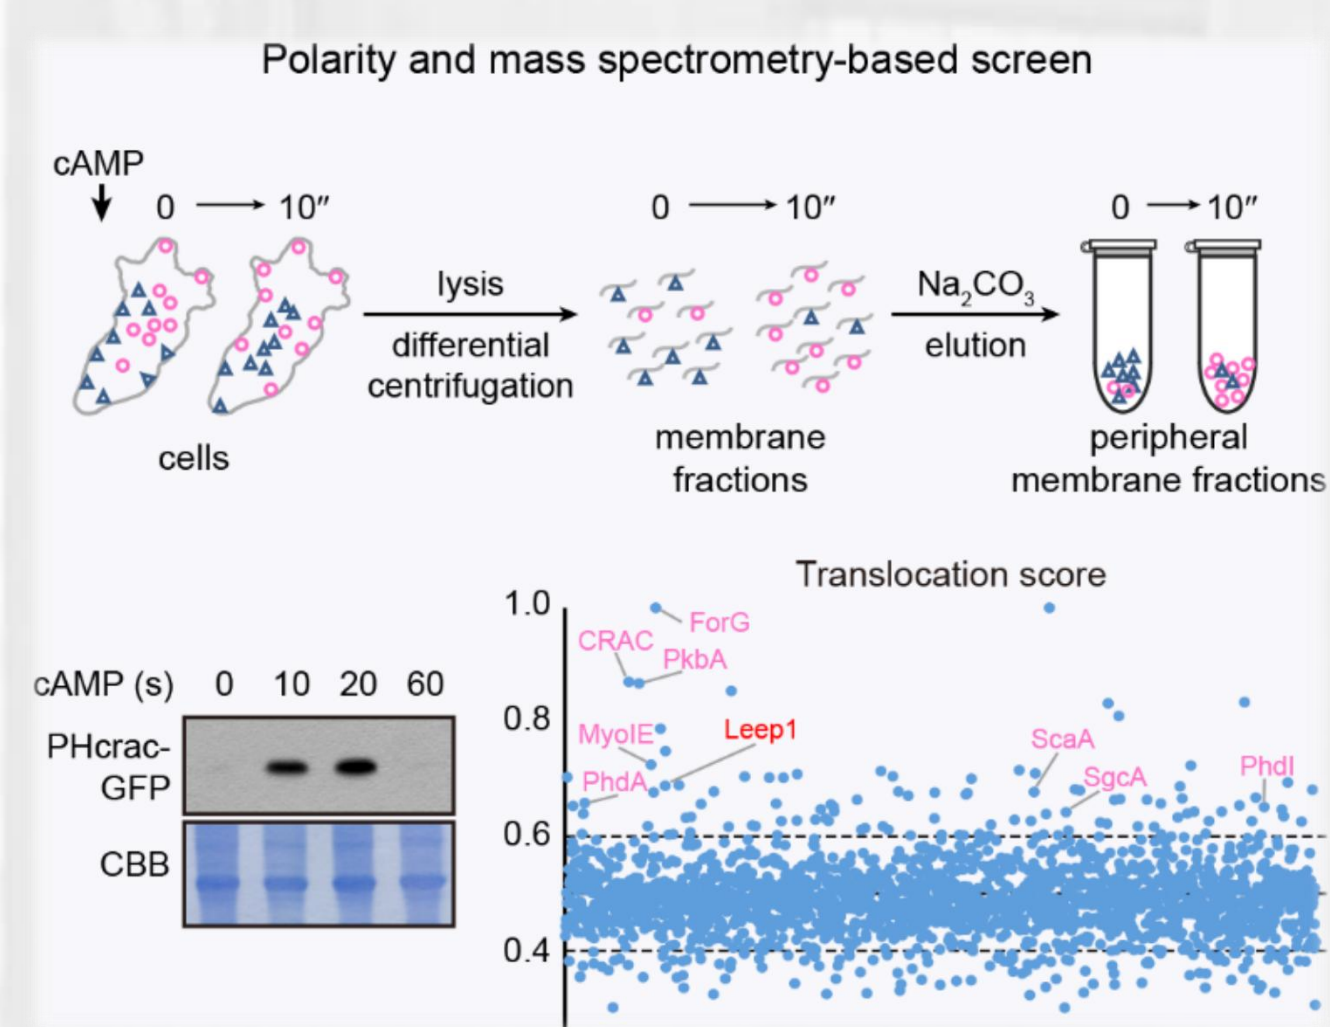 Polarity and mass spectrometry-based screen
cAMP
0 → 10″
0 → 10″
0 → 10″
lysis
differential
centrifugation
Na₂CO₃
elution
cells
membrane
fractions
peripheral
membrane fractions
cAMP (s) 0 10 20 60
PHcrac-
GFP
CBB
Translocation score
1.0
ForG
CRAC
PkbA
0.8
MyoIE
Leep1
ScaA
PhdA
SgcA
PhdI
0.6
0.4